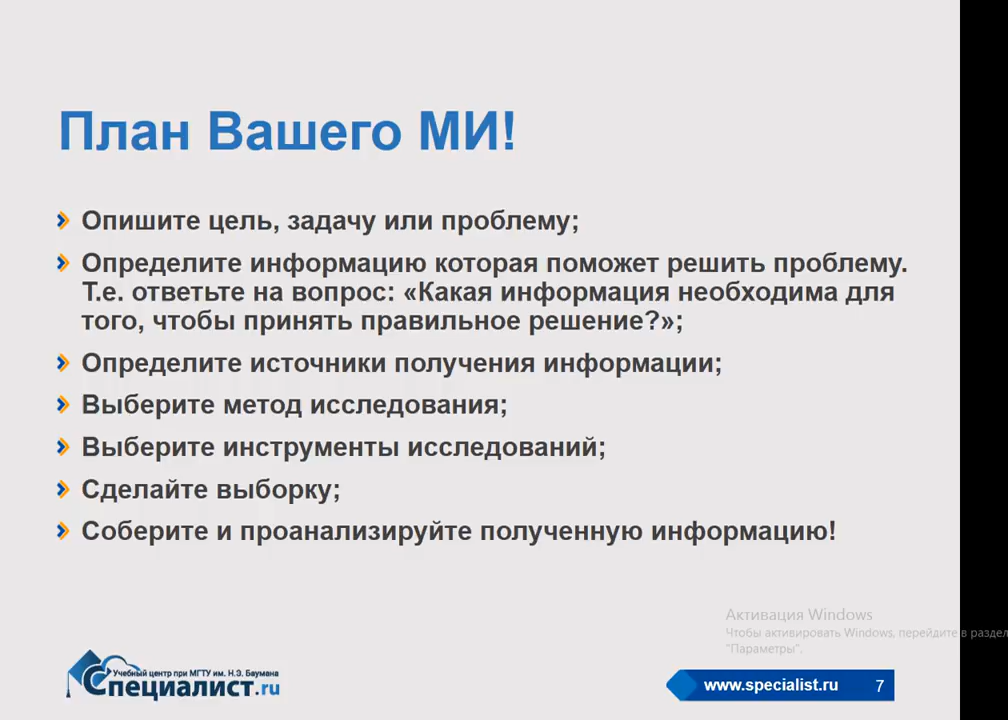 План Вашего МИ!
Опишите цель, задачу или проблему;
Определите информацию которая поможет решить проблему.
Т.е. ответьте на вопрос: «Какая информация необходима для
того, чтобы принять правильное решение?»;
Определите источники получения информации;
Выберите метод исследования;
Выберите инструменты исследований;
Сделайте выборку;
Соберите и проанализируйте полученную информацию!
Активация Windows
Чтобы активировать Windows, перейдите в раздел
"Параметры".
Учебный центр при МГТУ им. Н.Э. Баумана
Специалист.ru
www.specialist.ru 7